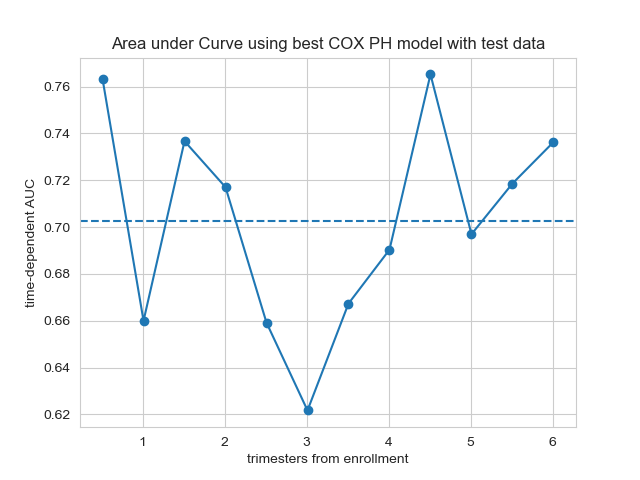 Area under Curve using best COX PH model with test data
time-dependent AUC
0.76
0.74
0.72
0.70
0.68
0.66
0.64
0.62
1 2 3 4 5 6
trimesters from enrollment